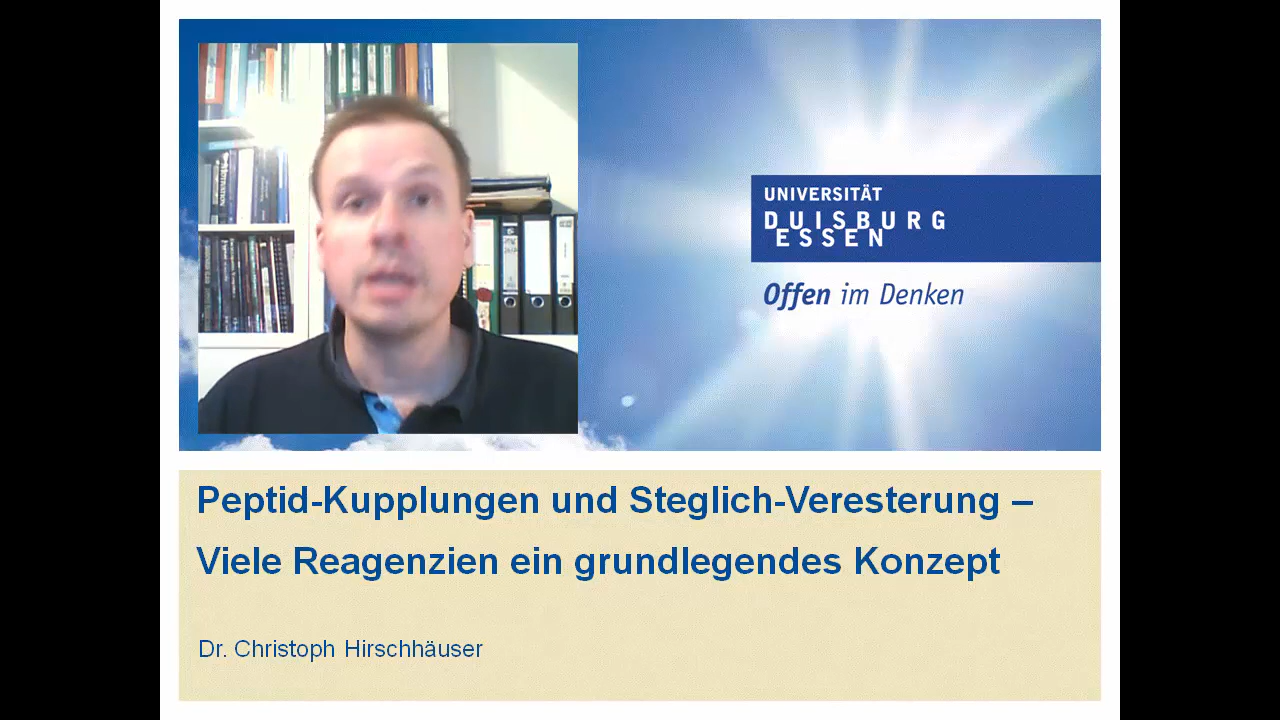 UNIVERSITÄT
DUISBURG
ESSEN
Offen im Denken
Peptid-Kupplungen und Steglich-Veresterung –
Viele Reagenzien ein grundlegendes Konzept
Dr. Christoph Hirschhäuser